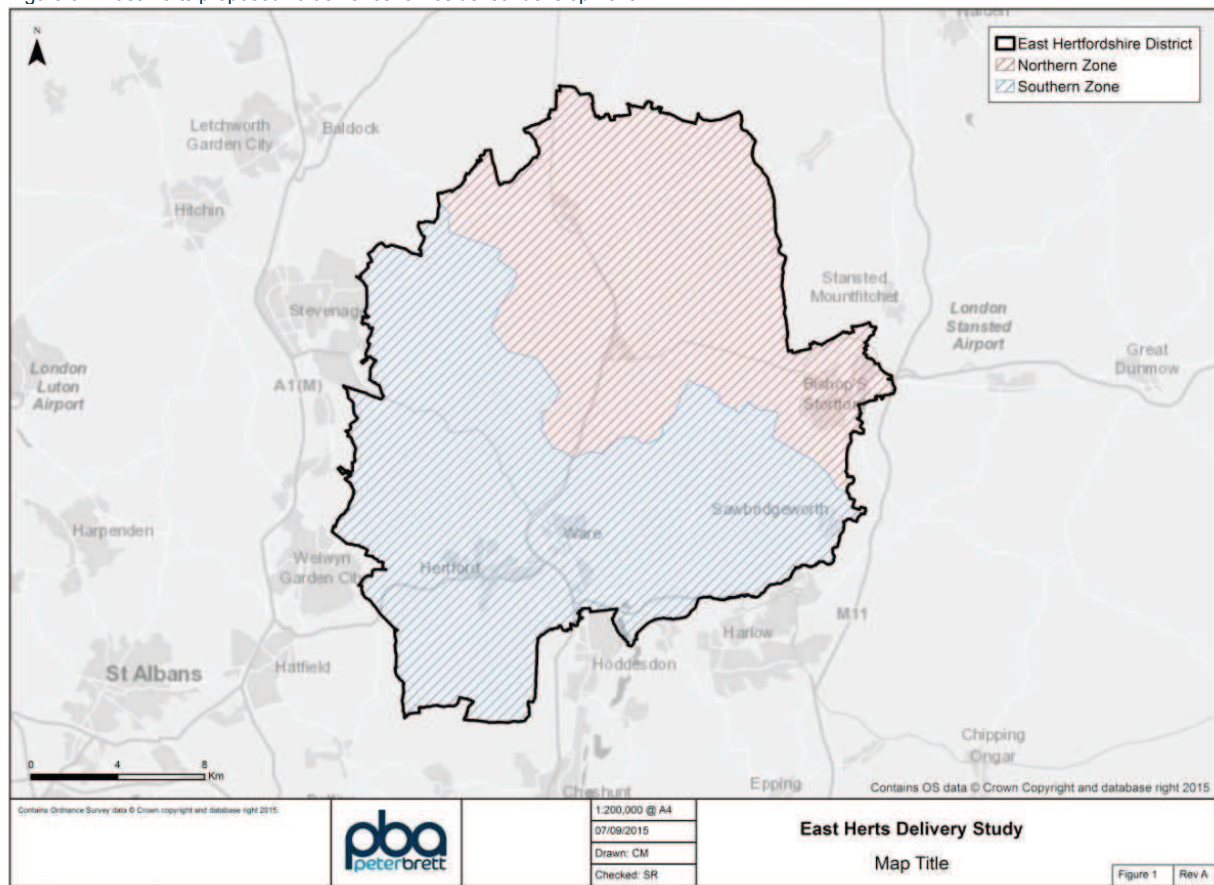 N
East Hertfordshire District
Northern Zone
Southern Zone
Walden
Letchworth
Garden City
Baldock
Hitchin
Stevenag
Stansted
Mountfitchet
London
Stansted
Airport
Great
Dunmow
London
Luton
Airport
A1(M)
Bishop'S
Stortford
Sawbridgeworth
Harpenden
Ware
Welwyn
Garden City
Hertford
M11
Harlow
Hoddesdon
St Albans
Hatfield
Chipping
Ongar
Epping
Cheshunt
0 4 8
Km
Contains OS data © Crown copyright and database right 2015
Contains Ordnance Survey data © Crown copyright and database right 2015.
pba
peterbrett
1:200,000 @ A4
07/09/2015
Drawn: CM
Checked: SR
East Herts Delivery Study
Map Title
Figure 1 Rev A